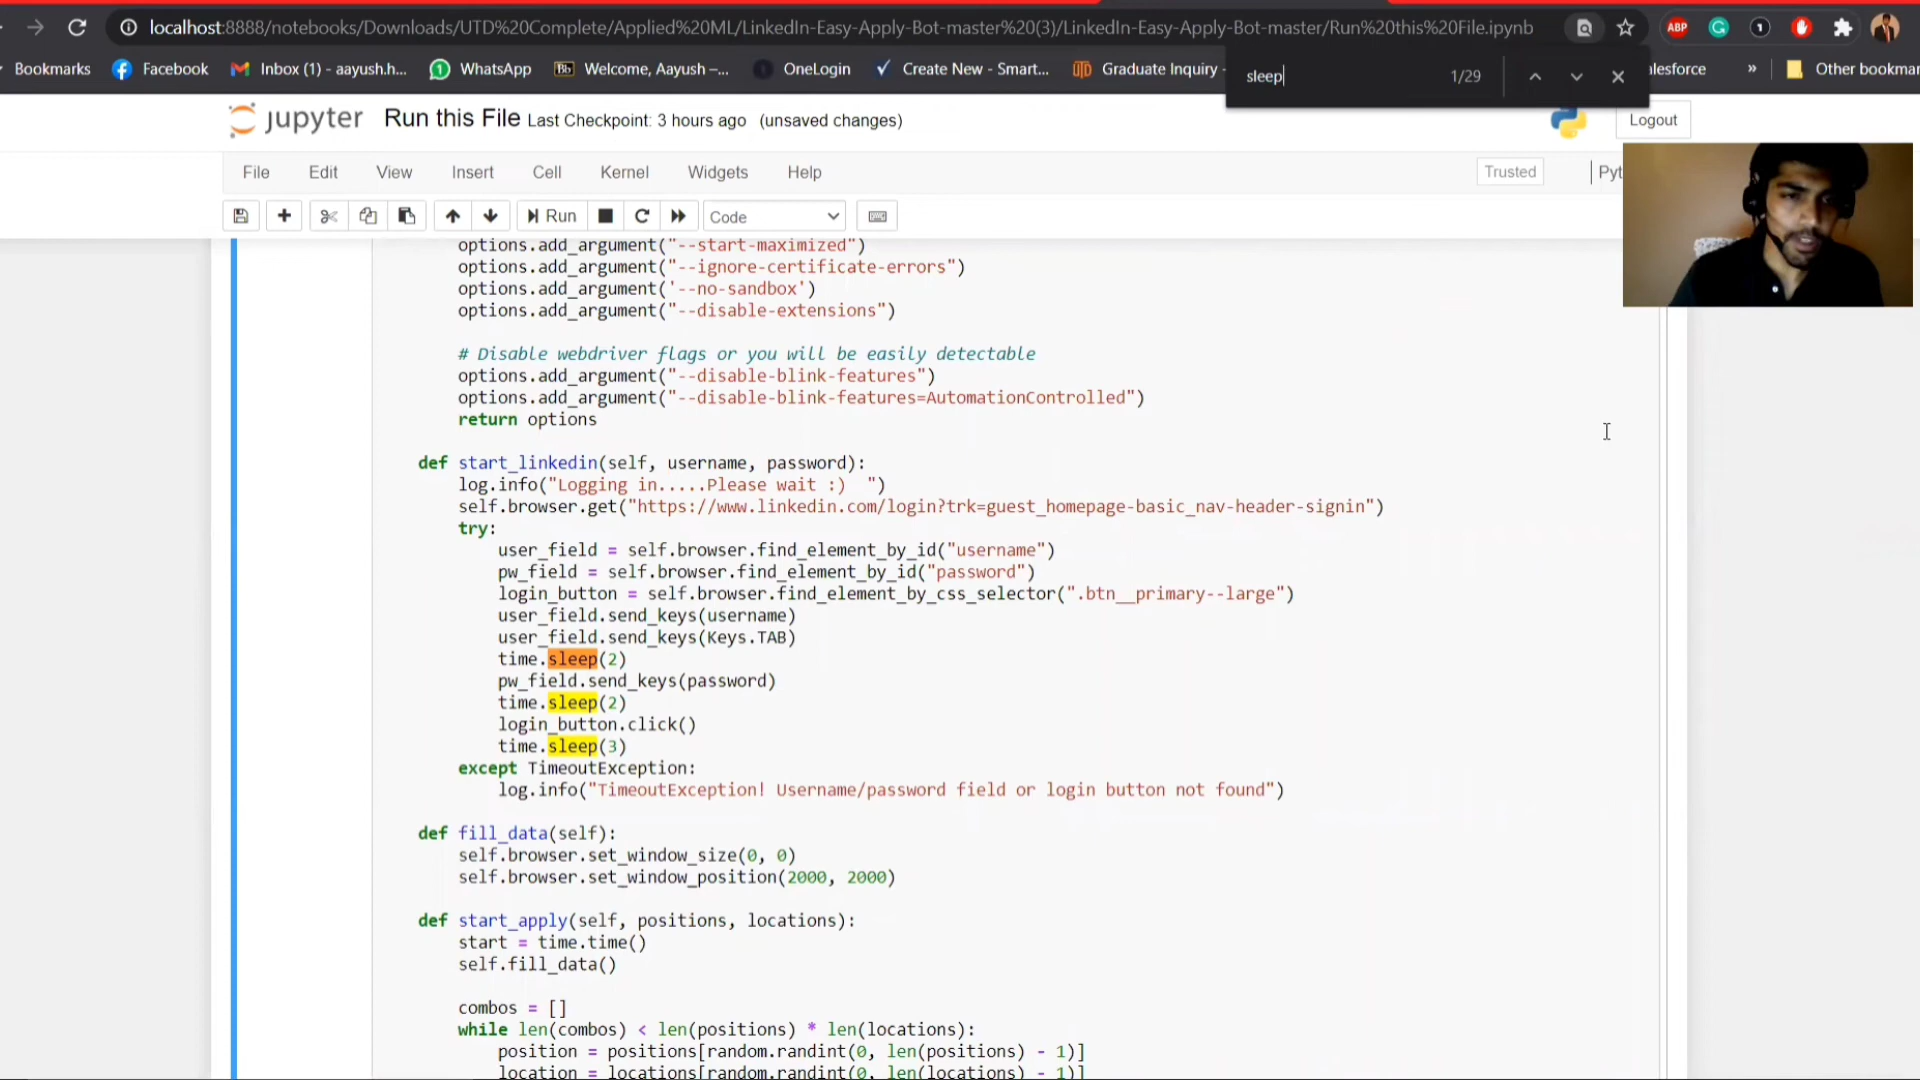 localhost:8888/notebooks/Downloads/UTD%20Complete/Applied%20ML/LinkedIn-Easy-Apply-Bot-master%20(3)/LinkedIn-Easy-Apply-Bot-master/Run%20this%20File.ipynb
ABP
Bookmarks Facebook Inbox (1) – aayush.h... WhatsApp Bb Welcome, Aayush –... OneLogin Create New - Smart... Graduate Inquiry - alesforce » Other bookmar
sleep 1/29
jupyter Run this File Last Checkpoint: 3 hours ago (unsaved changes) Logout
File Edit View Insert Cell Kernel Widgets Help Trusted Pyt
Run Code
options.add_argument("--start-maximized")
options.add_argument("--ignore-certificate-errors")
options.add_argument('--no-sandbox')
options.add_argument("--disable-extensions")
# Disable webdriver flags or you will be easily detectable
options.add_argument("--disable-blink-features")
options.add_argument("--disable-blink-features=AutomationControlled")
return options
def start_linkedin(self, username, password):
log.info("Logging in.....Please wait :)  ")
self.browser.get("https://www.linkedin.com/login?trk=guest_homepage-basic_nav-header-signin")
try:
user_field = self.browser.find_element_by_id("username")
pw_field = self.browser.find_element_by_id("password")
login_button = self.browser.find_element_by_css_selector(".btn__primary--large")
user_field.send_keys(username)
user_field.send_keys(Keys.TAB)
time.sleep(2)
pw_field.send_keys(password)
time.sleep(2)
login_button.click()
time.sleep(3)
except TimeoutException:
log.info("TimeoutException! Username/password field or login button not found")
def fill_data(self):
self.browser.set_window_size(0, 0)
self.browser.set_window_position(2000, 2000)
def start_apply(self, positions, locations):
start = time.time()
self.fill_data()
combos = []
while len(combos) < len(positions) * len(locations):
position = positions[random.randint(0, len(positions) - 1)]
location = locations[random.randint(0, len(locations) - 1)]